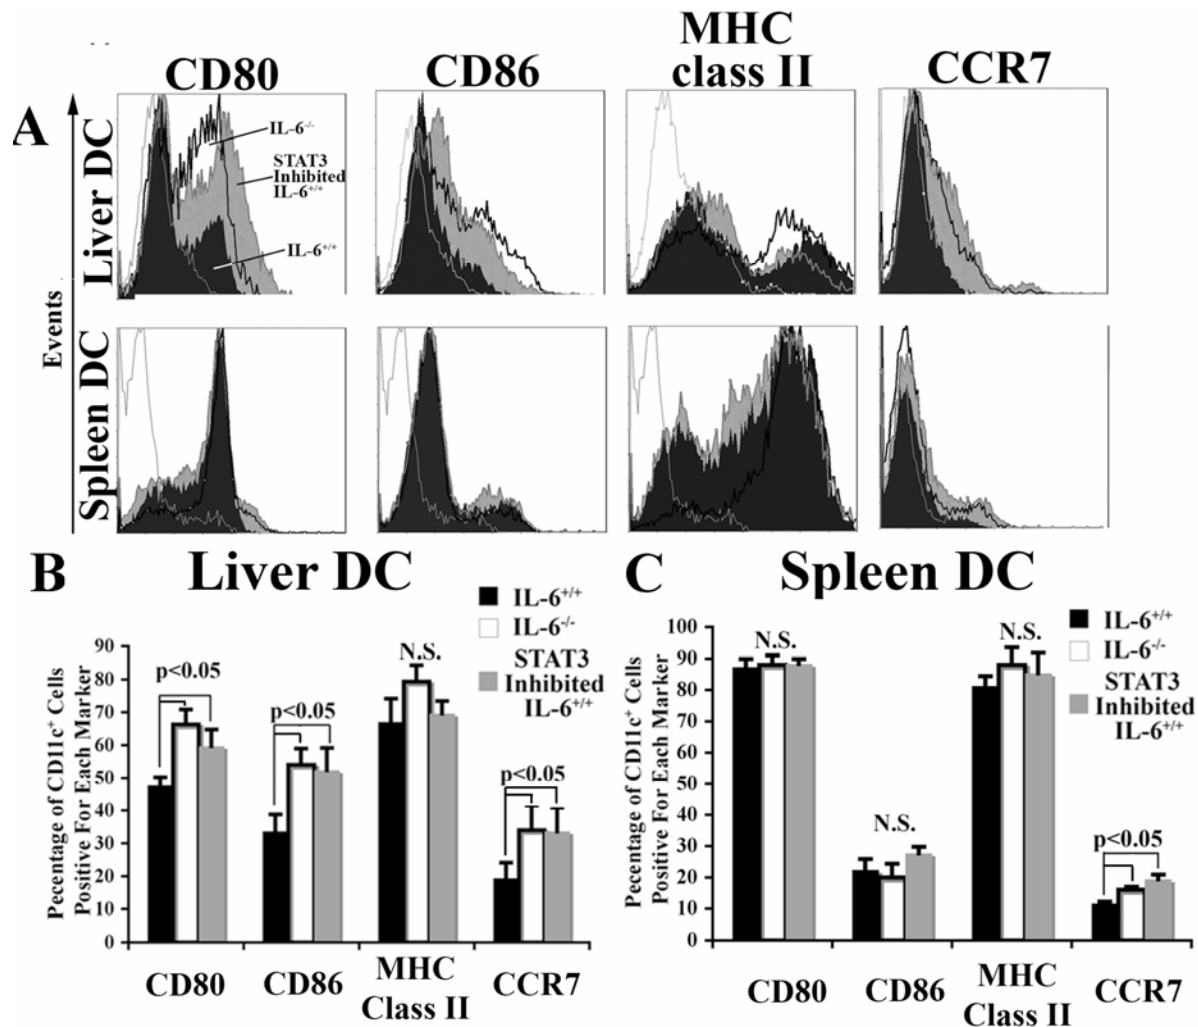 CD80
CD86
MHC
class II
CCR7
A
Events
Liver DC
Spleen DC
IL-6-/-
STAT3
Inhibited
IL-6+/+
IL-6+/+
B
Liver DC
IL-6+/+
IL-6-/-
STAT3
Inhibited
IL-6+/+
Pecentage of CD11c+ Cells
Positive For Each Marker
90
80
70
60
50
40
30
20
10
0
p<0.05
p<0.05
N.S.
p<0.05
CD80
CD86
MHC
Class II
CCR7
C
Spleen DC
IL-6+/+
IL-6-/-
STAT3
Inhibited
IL-6+/+
Pecentage of CD11c+ Cells
Positive For Each Marker
100
90
80
70
60
50
40
30
20
10
0
N.S.
N.S.
N.S.
p<0.05
CD80
CD86
MHC
Class II
CCR7